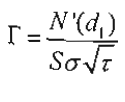 Γ = N'(d₁) / Sσ√τ